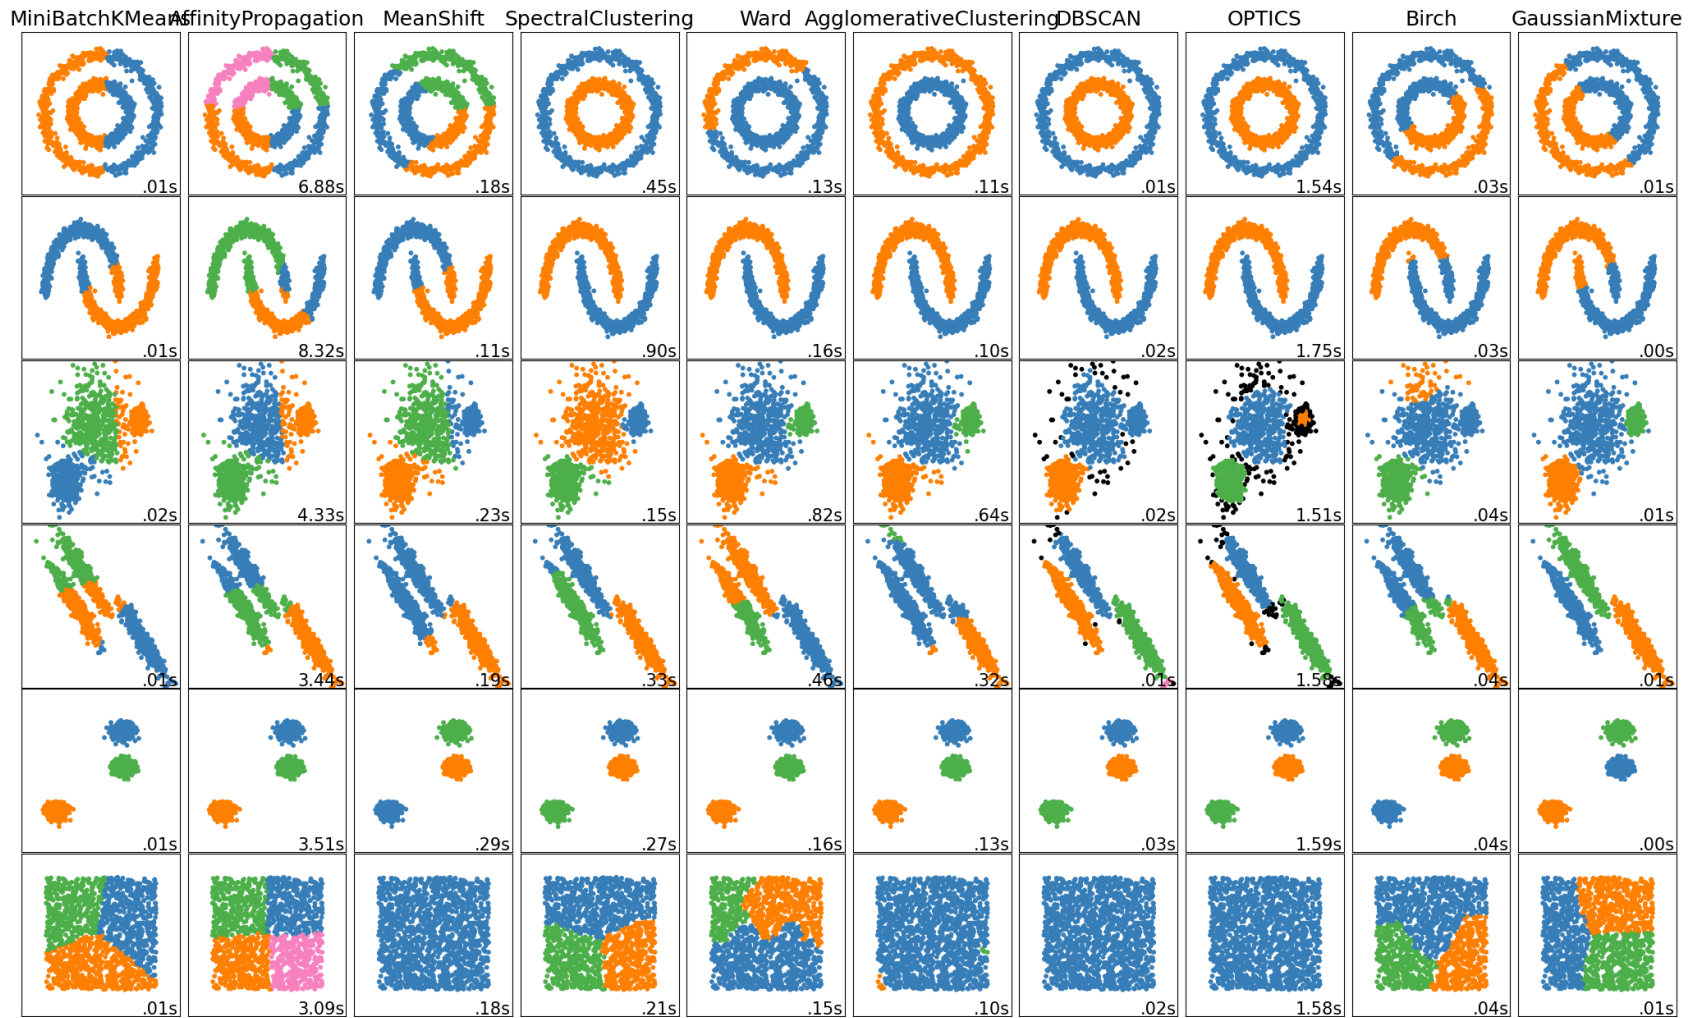 MiniBatchKMeans AffinityPropagation MeanShift SpectralClustering Ward AgglomerativeClustering DBSCAN OPTICS Birch GaussianMixture
.01s 6.88s .18s .45s .13s .11s .01s 1.54s .03s .01s
.01s 8.32s .11s .90s .16s .10s .02s 1.75s .03s .00s
.02s 4.33s .23s .15s .82s .64s .02s 1.51s .04s .01s
.01s 3.44s .19s .33s .46s .32s .01s 1.58s .04s .01s
.01s 3.51s .29s .27s .16s .13s .03s 1.59s .04s .00s
.01s 3.09s .18s .21s .15s .10s .02s 1.58s .04s .01s